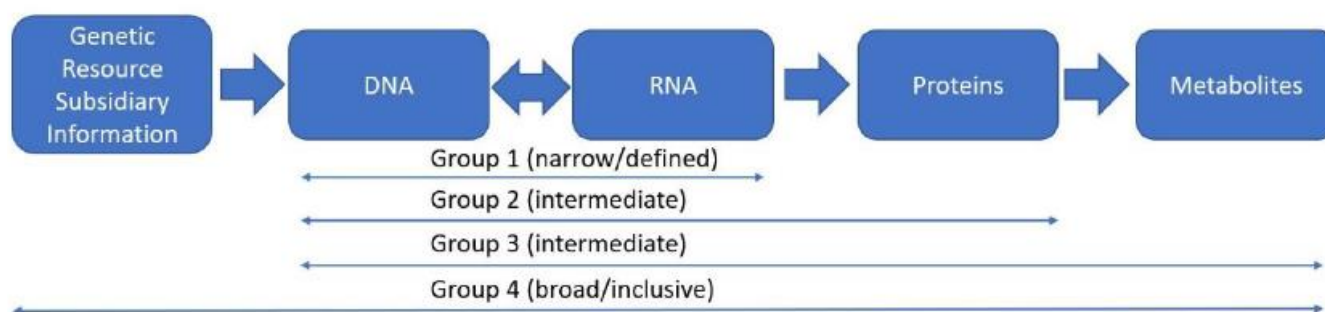 Genetic
Resource
Subsidiary
Information
DNA
RNA
Proteins
Metabolites
Group 1 (narrow/defined)
Group 2 (intermediate)
Group 3 (intermediate)
Group 4 (broad/inclusive)